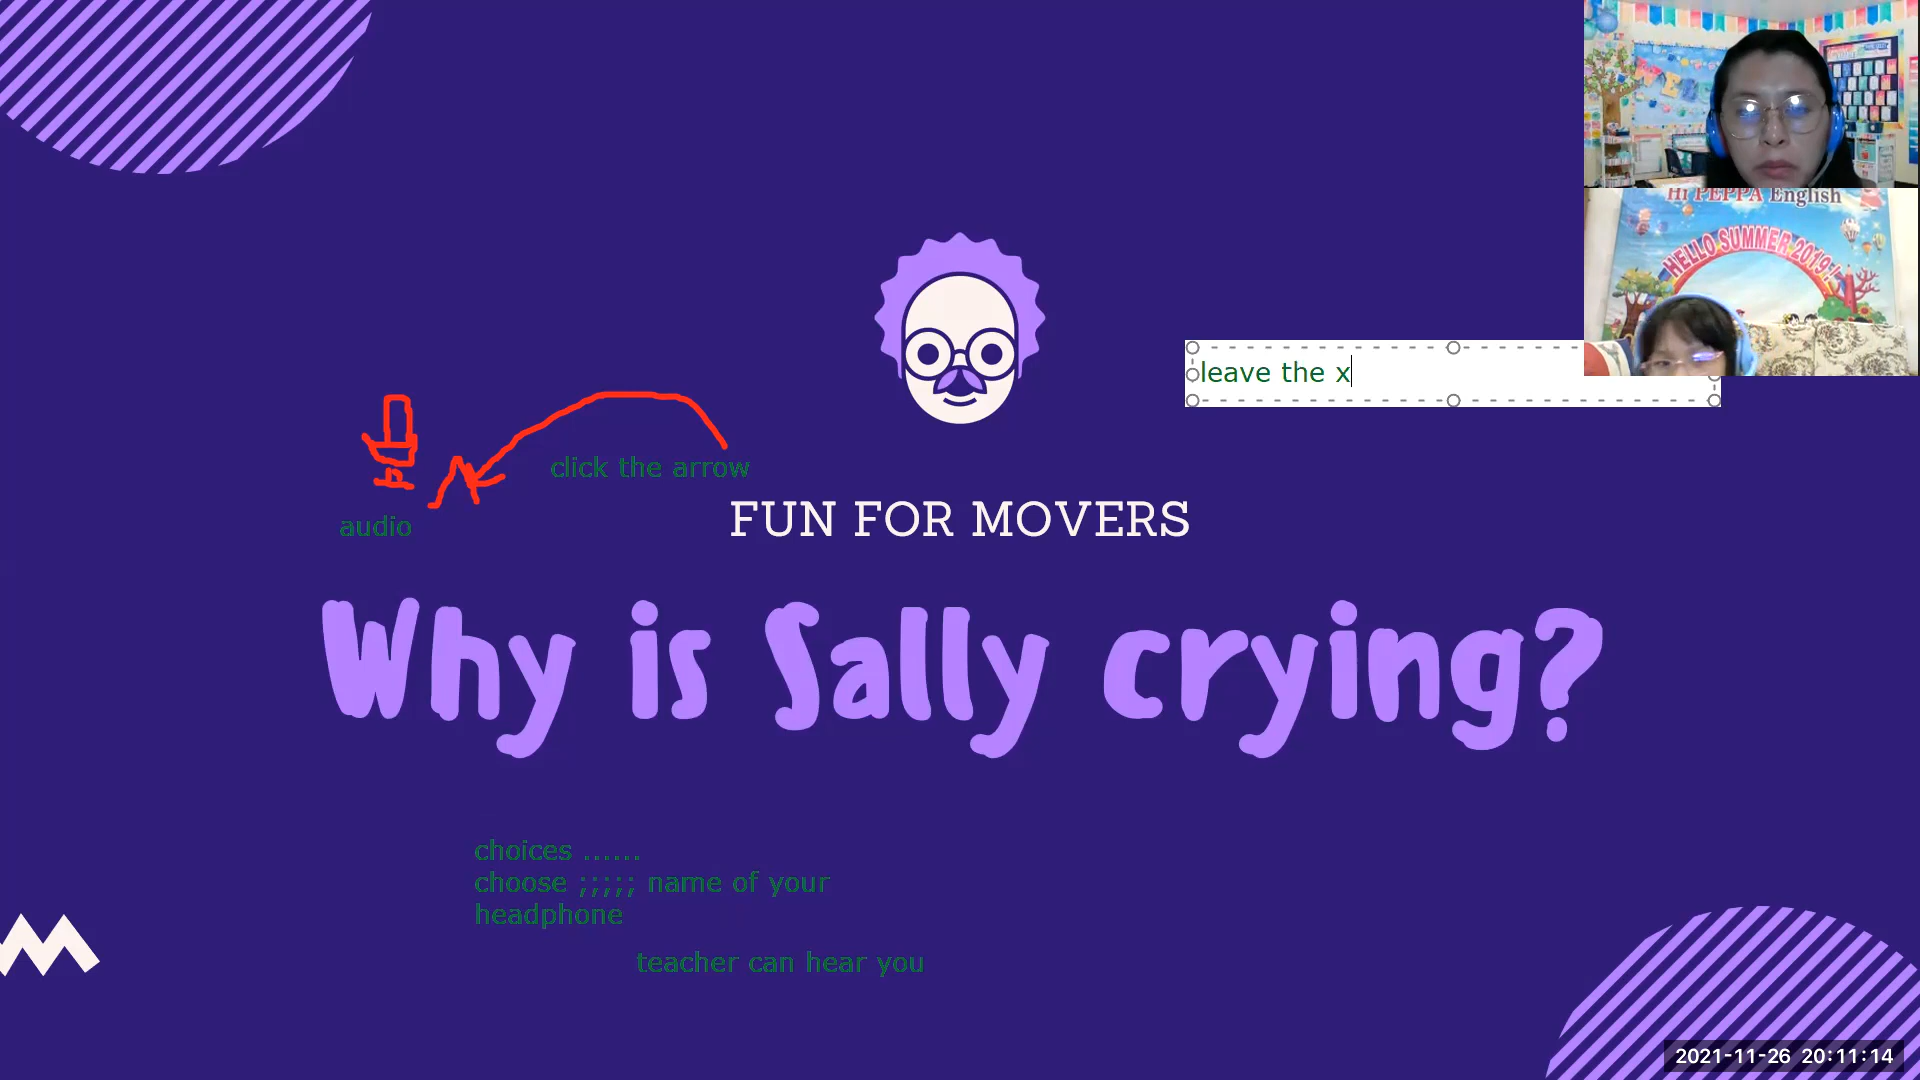 Hi PEPPA English
HELLO SUMMER 2019!
leave the x
click the arrow
audio
FUN FOR MOVERS
Why is Sally crying?
choices ......
choose ;;;;; name of your
headphone
teacher can hear you
2021-11-26 20:11:14